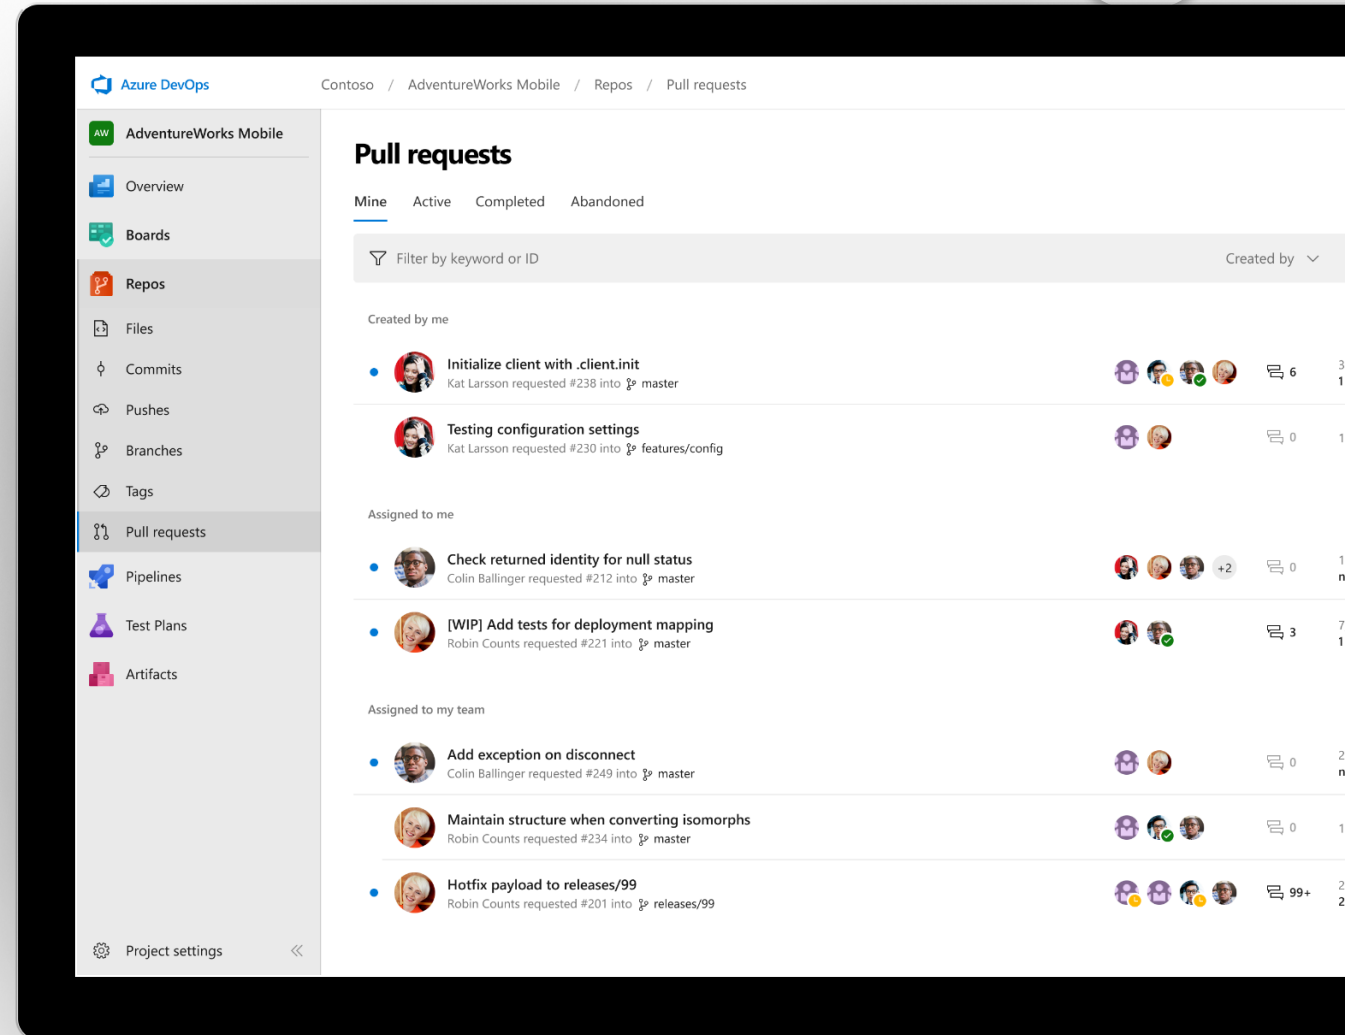 Azure DevOps
Contoso / AdventureWorks Mobile / Repos / Pull requests
AW AdventureWorks Mobile
Overview
Boards
Repos
Files
Commits
Pushes
Branches
Tags
Pull requests
Pipelines
Test Plans
Artifacts
Project settings
Pull requests
Mine Active Completed Abandoned
Filter by keyword or ID Created by
Created by me
Initialize client with .client.init
Kat Larsson requested #238 into master
6
Testing configuration settings
Kat Larsson requested #230 into features/config
0
Assigned to me
Check returned identity for null status
Colin Ballinger requested #212 into master
+2 0
[WIP] Add tests for deployment mapping
Robin Counts requested #221 into master
3
Assigned to my team
Add exception on disconnect
Colin Ballinger requested #249 into master
0
Maintain structure when converting isomorphs
Robin Counts requested #234 into master
0
Hotfix payload to releases/99
Robin Counts requested #201 into releases/99
99+